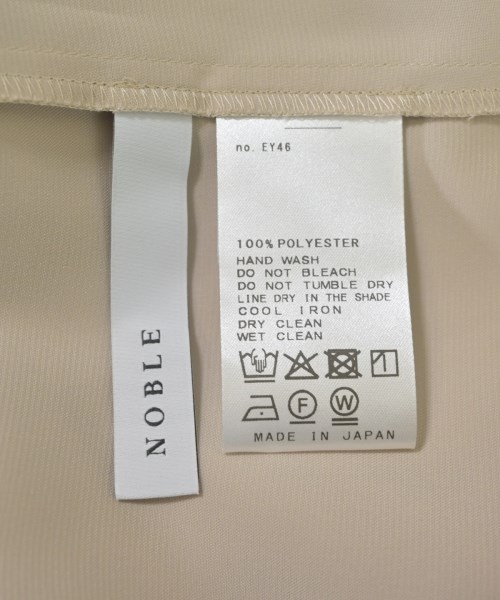 no. EY46
100% POLYESTER
HAND WASH
DO NOT BLEACH
DO NOT TUMBLE DRY
LINE DRY IN THE SHADE
COOL IRON
DRY CLEAN
WET CLEAN
F W
MADE IN JAPAN
NOBLE